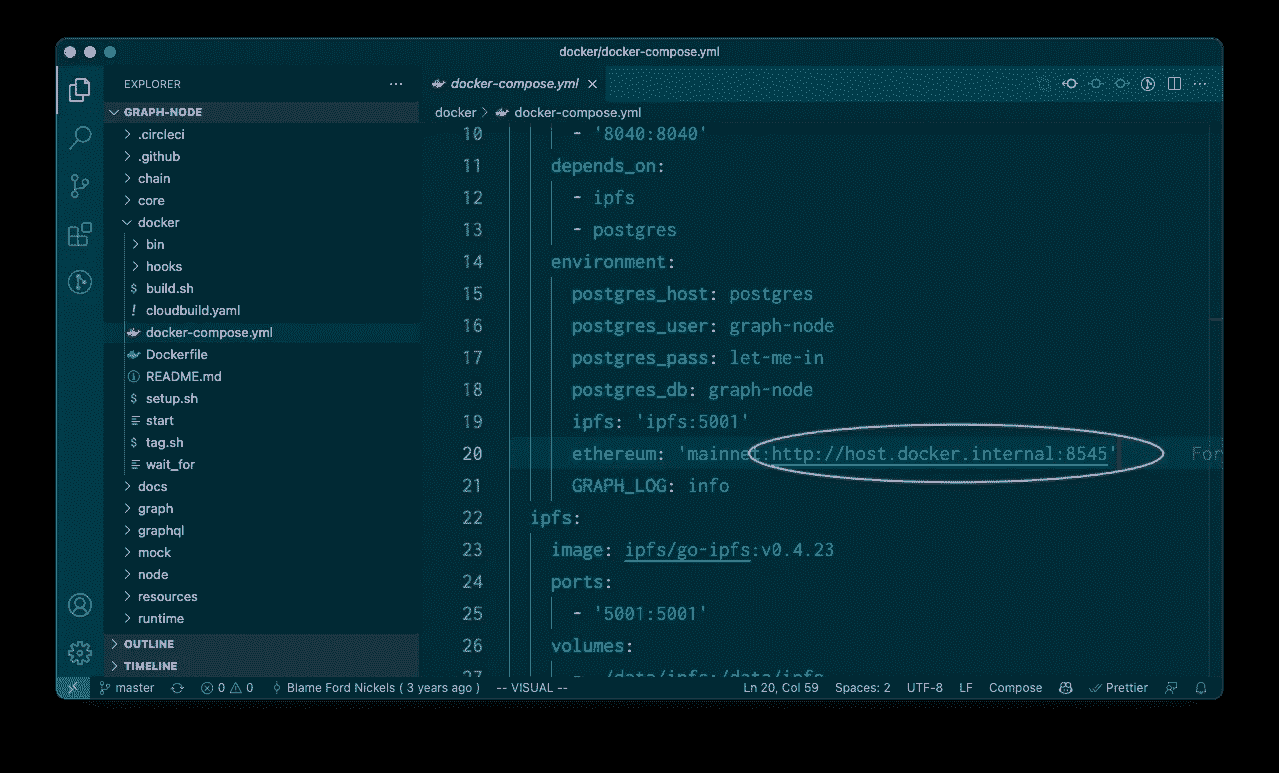 docker/docker-compose.yml
EXPLORER
GRAPH-NODE
.circleci
.github
chain
core
docker
bin
hooks
$ build.sh
! cloudbuild.yaml
docker-compose.yml
Dockerfile
README.md
$ setup.sh
start
$ tag.sh
wait_for
docs
graph
graphql
mock
node
resources
runtime
OUTLINE
TIMELINE
docker-compose.yml
docker > docker-compose.yml
10 - '8040:8040'
11 depends_on:
12 - ipfs
13 - postgres
14 environment:
15 postgres_host: postgres
16 postgres_user: graph-node
17 postgres_pass: let-me-in
18 postgres_db: graph-node
19 ipfs: 'ipfs:5001'
20 ethereum: 'mainnet:http://host.docker.internal:8545' For
21 GRAPH_LOG: info
22 ipfs:
23 image: ipfs/go-ipfs:v0.4.23
24 ports:
25 - '5001:5001'
26 volumes:
27 - ./data/ipfs:/data/ipfs
master 0 0 Blame Ford Nickels ( 3 years ago ) -- VISUAL -- Ln 20, Col 59 Spaces: 2 UTF-8 LF Compose Prettier